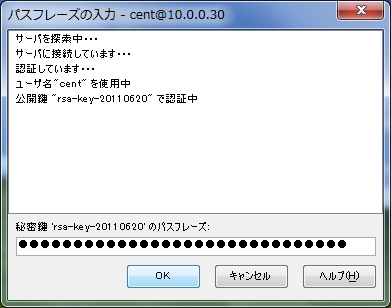 パスフレーズの入力 - cent@10.0.0.30
サーバを探索中・・・
サーバに接続しています・・・
認証しています・・・
ユーザ名"cent" を使用中
公開鍵 "rsa-key-20110620" で認証中
秘密鍵 'rsa-key-20110620' のパスフレーズ:
●●●●●●●●●●●●●●●●●●●●●●●●●●●●
OK
キャンセル
ヘルプ(H)